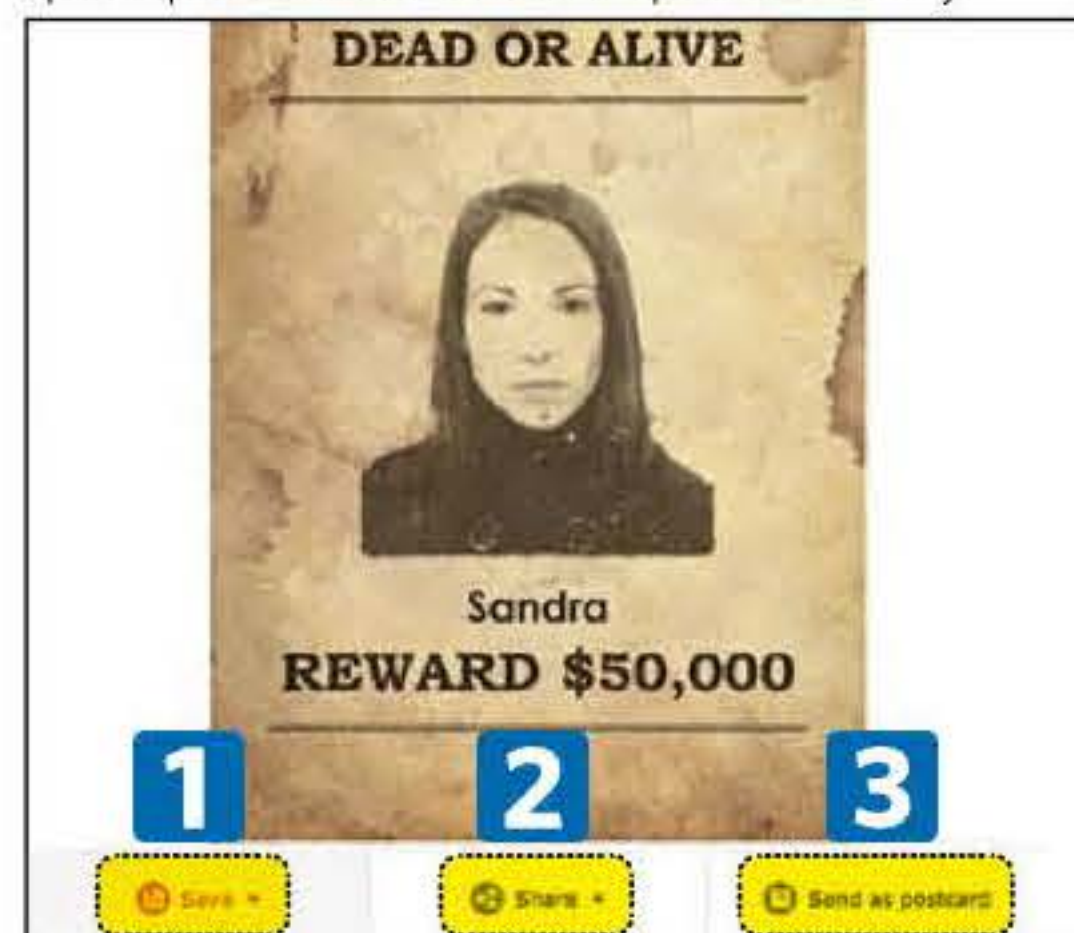 DEAD OR ALIVE
Sandra
REWARD $50,000
1 2 3
Save Share Send as postcard